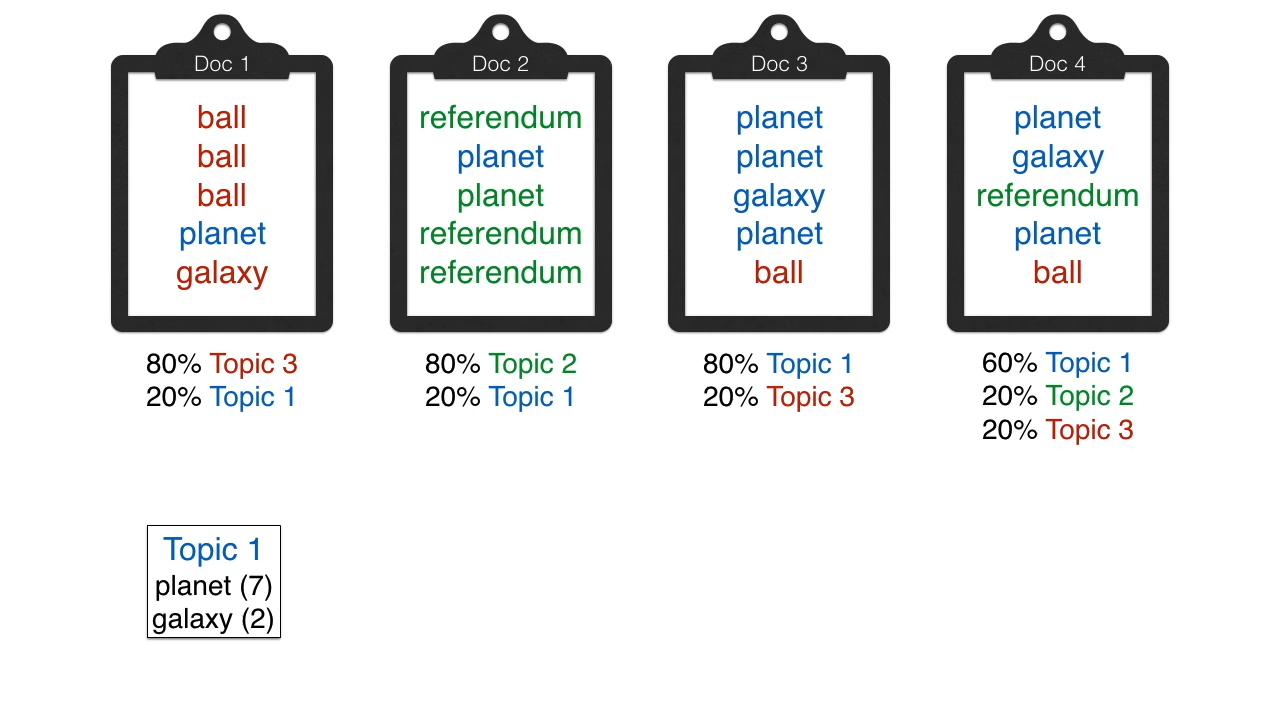 Doc 1
ball
ball
ball
planet
galaxy
80% Topic 3
20% Topic 1
Doc 2
referendum
planet
planet
referendum
referendum
80% Topic 2
20% Topic 1
Doc 3
planet
planet
galaxy
planet
ball
80% Topic 1
20% Topic 3
Doc 4
planet
galaxy
referendum
planet
ball
60% Topic 1
20% Topic 2
20% Topic 3
Topic 1
planet (7)
galaxy (2)